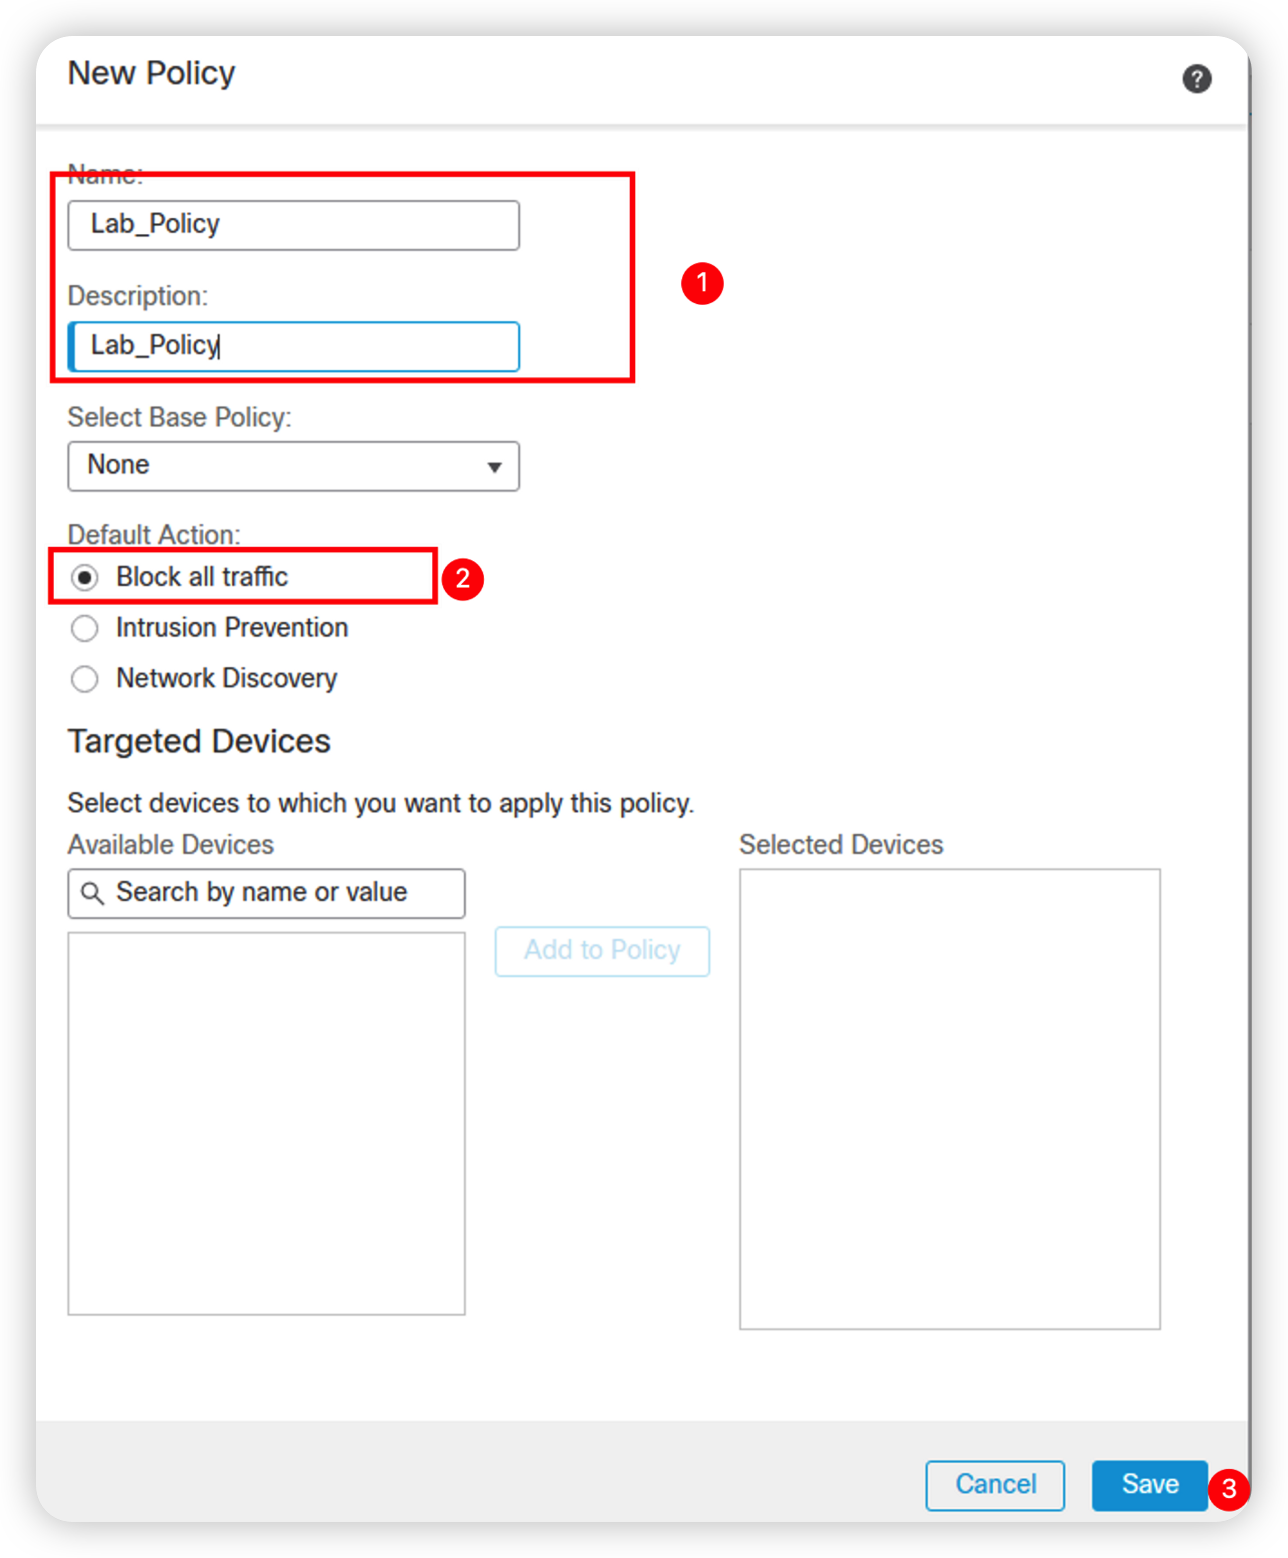 New Policy
?
Name:
Lab_Policy
1
Description:
Lab_Policy
Select Base Policy:
None
Default Action:
Block all traffic
2
Intrusion Prevention
Network Discovery
Targeted Devices
Select devices to which you want to apply this policy.
Available Devices
Selected Devices
Search by name or value
Add to Policy
Cancel
Save
3